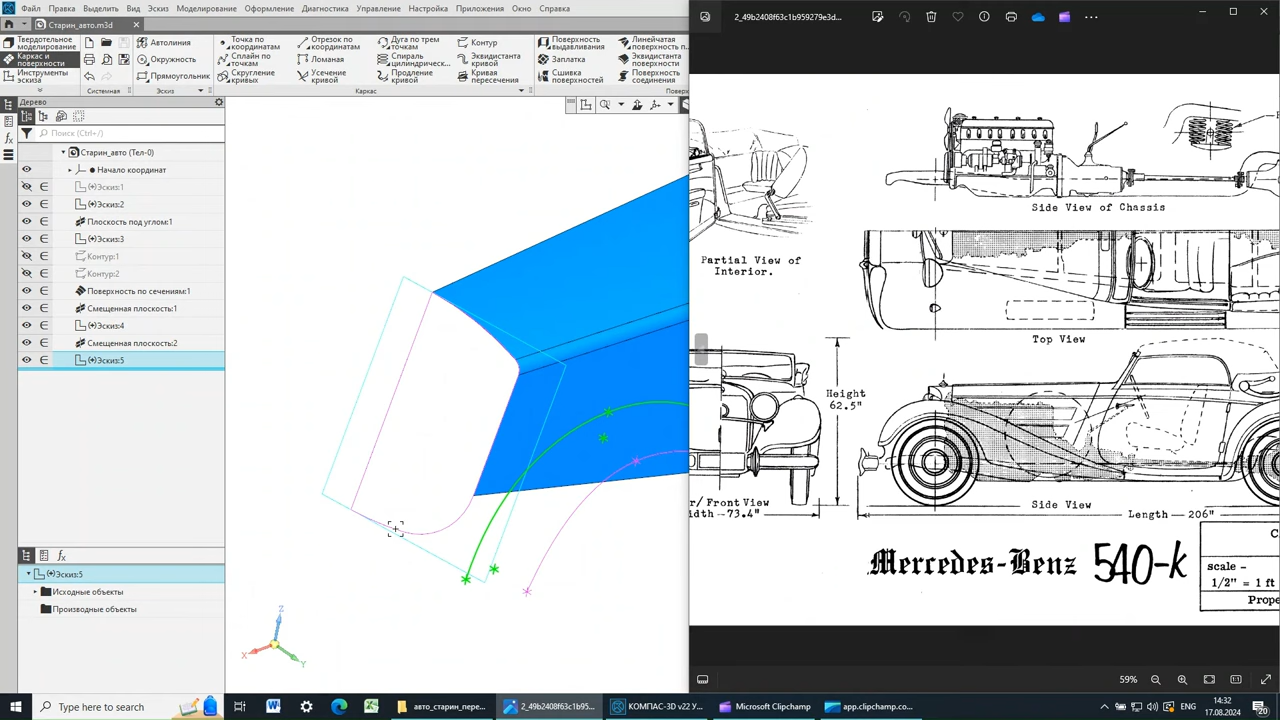 Файл Правка Выделить Вид Эскиз Моделирование Оформление Диагностика Управление Настройка Приложения Окно Справка
Старин_авто.m3d
Твердотельное моделирование
Каркас и поверхности
Инструменты эскиза
Системная
Автолиния
Окружность
Прямоугольник
Эскиз
Точка по координатам
Сплайн по точкам
Скругление кривых
Отрезок по координатам
Ломаная
Усечение кривой
Дуга по трем точкам
Спираль цилиндрическ...
Продление кривой
Контур
Эквидистанта кривой
Кривая пересечения
Каркас
Поверхность выдавливания
Заплатка
Сшивка поверхностей
Линейчатая поверхность п...
Эквидистанта поверхности
Поверхность соединения
Дерево
Поиск (Ctrl+/)
Старин_авто (Тел-0)
Начало координат
(+)Эскиз:1
(+)Эскиз:2
Плоскость под углом:1
(+)Эскиз:3
(+)Контур:1
(+)Контур:2
Поверхность по сечениям:1
Смещенная плоскость:1
(+)Эскиз:4
Смещенная плоскость:2
(+)Эскиз:5
(+)Эскиз:5
Исходные объекты
Производные объекты
Z
X
Y
2_49b2408f63c1b959279e3d...
Side View of Chassis
Partial View of
Interior.
Top View
Height
62.5"
Front View
73.4"
Side View
Length - 206"
Mercedes-Benz 540-k
scale -
1/2" = 1 ft
Prope
59%
Type here to search
авто_старин_пере...
2_49b2408f63c1b95...
КОМПАС-3D v22 У...
Microsoft Clipchamp
app.clipchamp.co...
ENG
14:32
17.08.2024
20